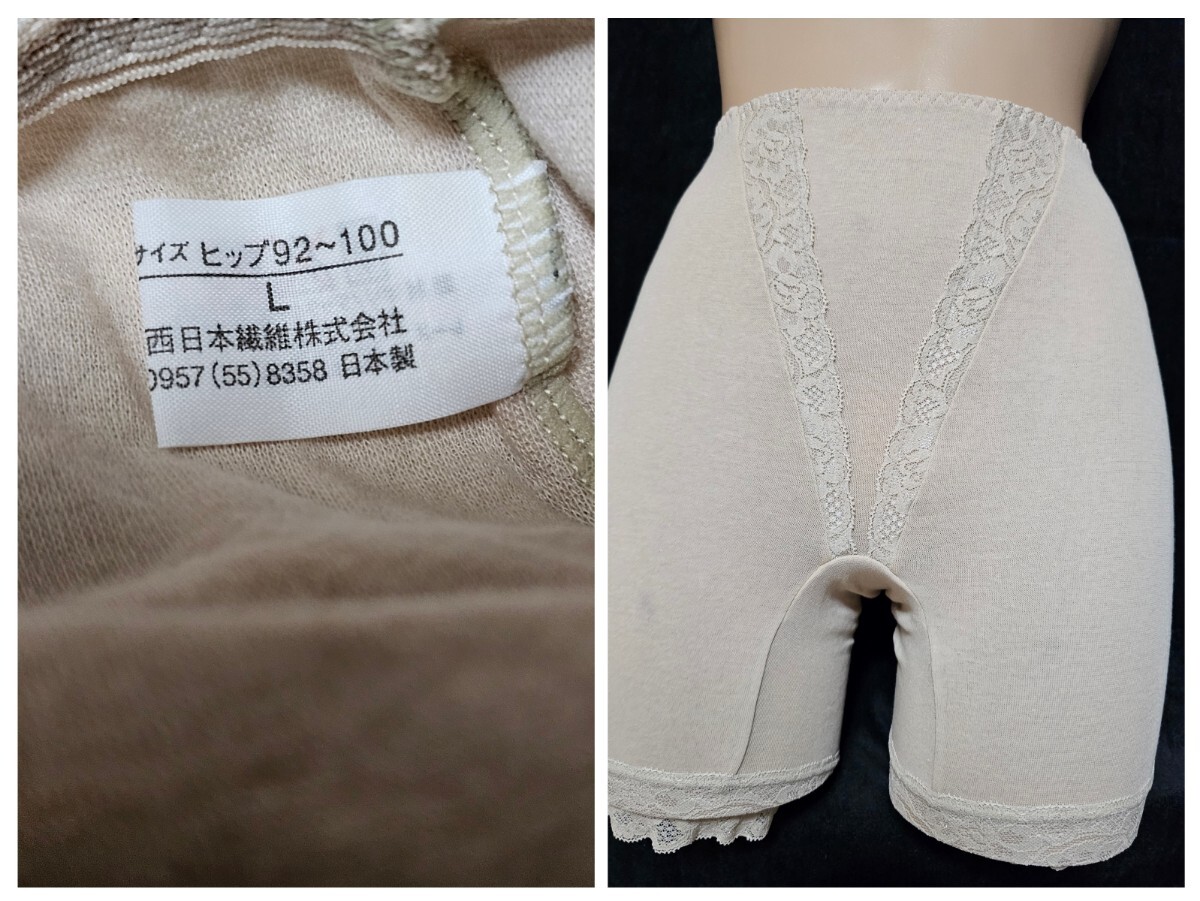 サイズ ヒップ92～100
L
西日本繊維株式会社
0957(55)8358 日本製